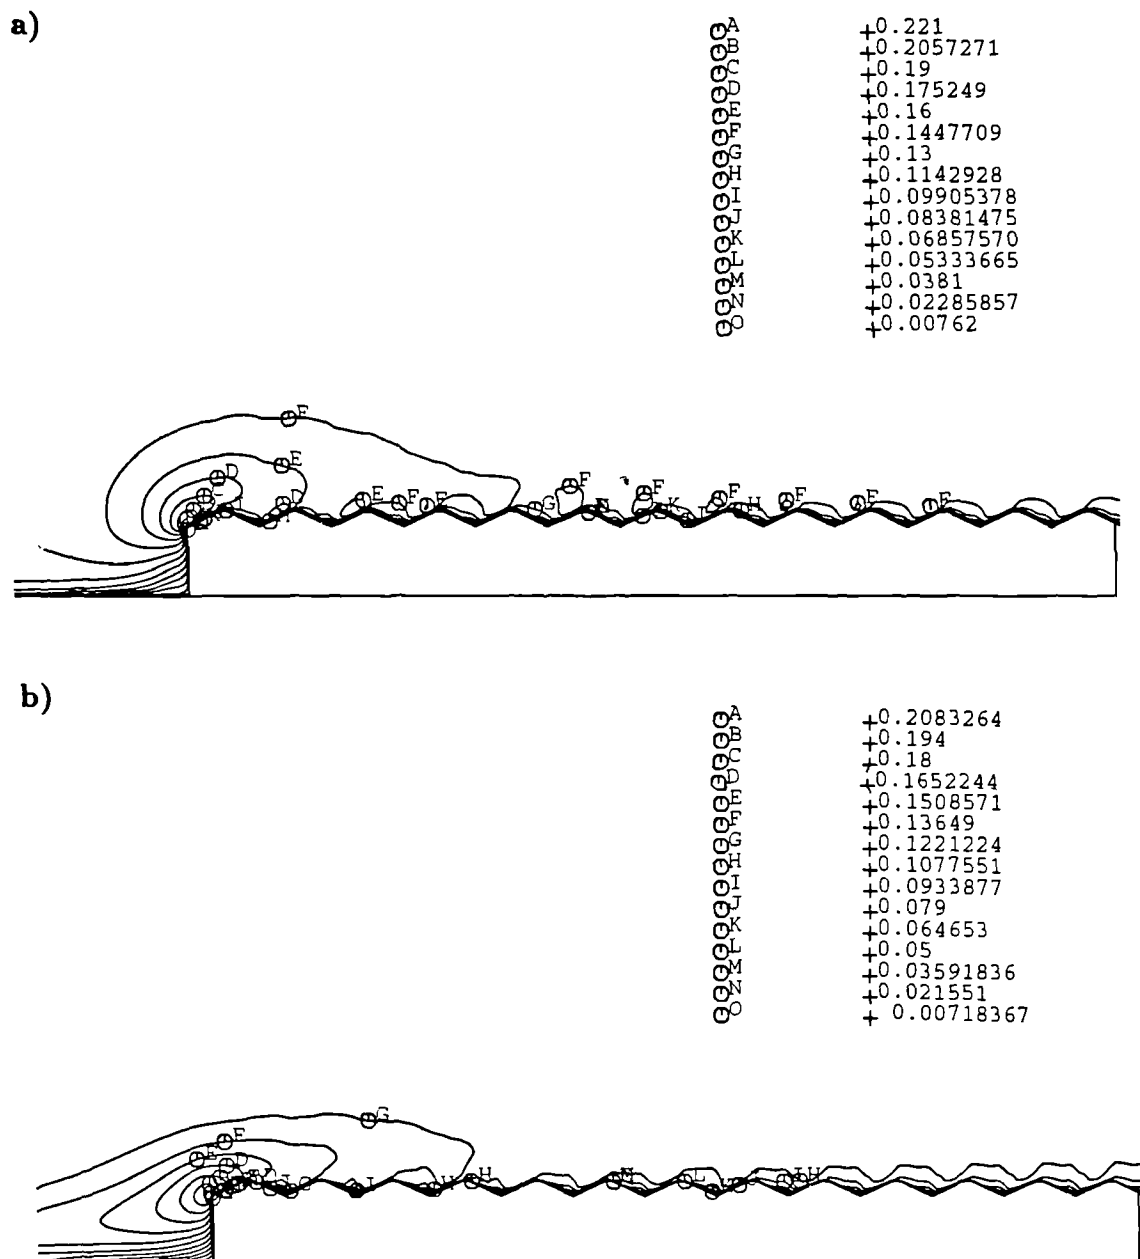 a)
A +0.221
B +0.2057271
C +0.19
D +0.175249
E +0.16
F +0.1447709
G +0.13
H +0.1142928
I +0.09905378
J +0.08381475
K +0.06857570
L +0.05333665
M +0.0381
N +0.02285857
O +0.00762
F
E
D
C
D
E
F
F
G
F
F
K
F
H
F
F
F
b)
A +0.2083264
B +0.194
C +0.18
D +0.1652244
E +0.1508571
F +0.13649
G +0.1221224
H +0.1077551
I +0.0933877
J +0.079
K +0.064653
L +0.05
M +0.03591836
N +0.021551
O + 0.00718367
G
F
E
D
G
H
L
H